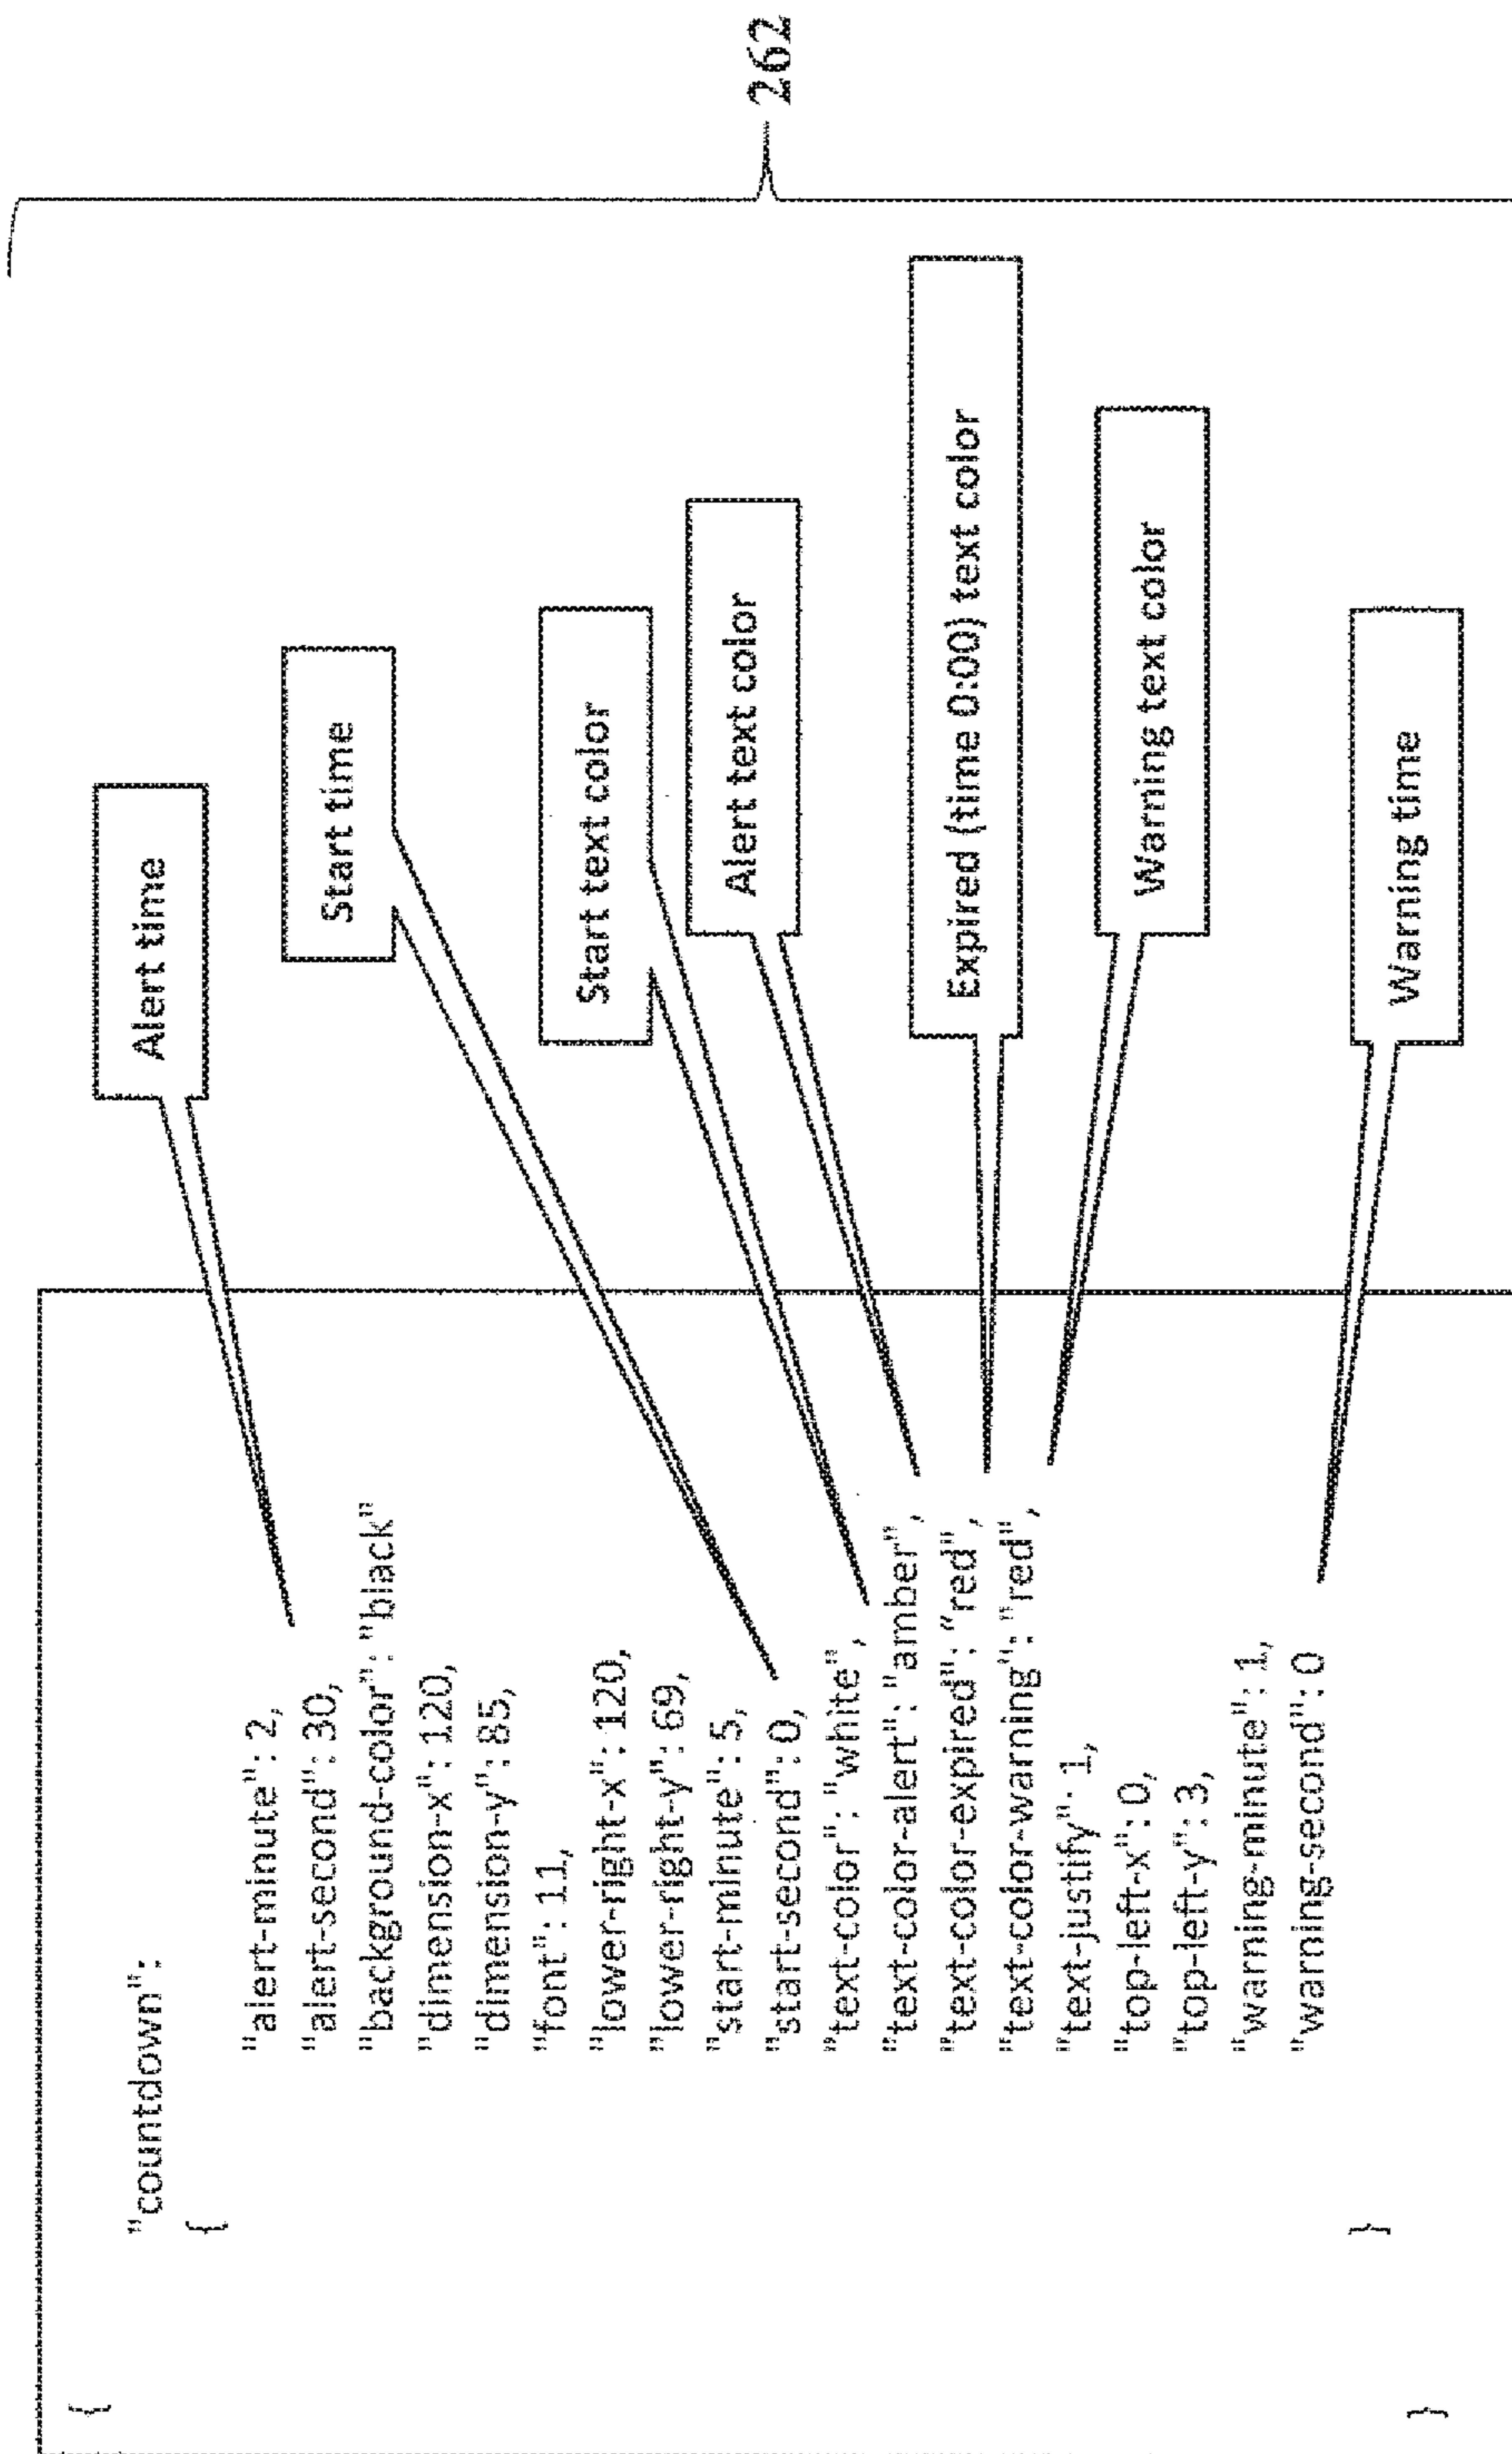 {
"countdown":
{
"alert-minute": 2,
"alert-second": 30,
"background-color": "black"
"dimension-x": 120,
"dimension-y": 85,
"font": 11,
"lower-right-x": 120,
"lower-right-y": 69,
"start-minute": 5,
"start-second": 0,
"text-color": "white",
"text-color-alert": "amber",
"text-color-expired": "red",
"text-color-warning": "red",
"text-justify": 1,
"top-left-x": 0,
"top-left-y": 3,
"warning-minute": 1,
"warning-second": 0
}
}
Alert time
Start time
Start text color
Alert text color
Expired (time 0:00) text color
Warning text color
Warning time
262